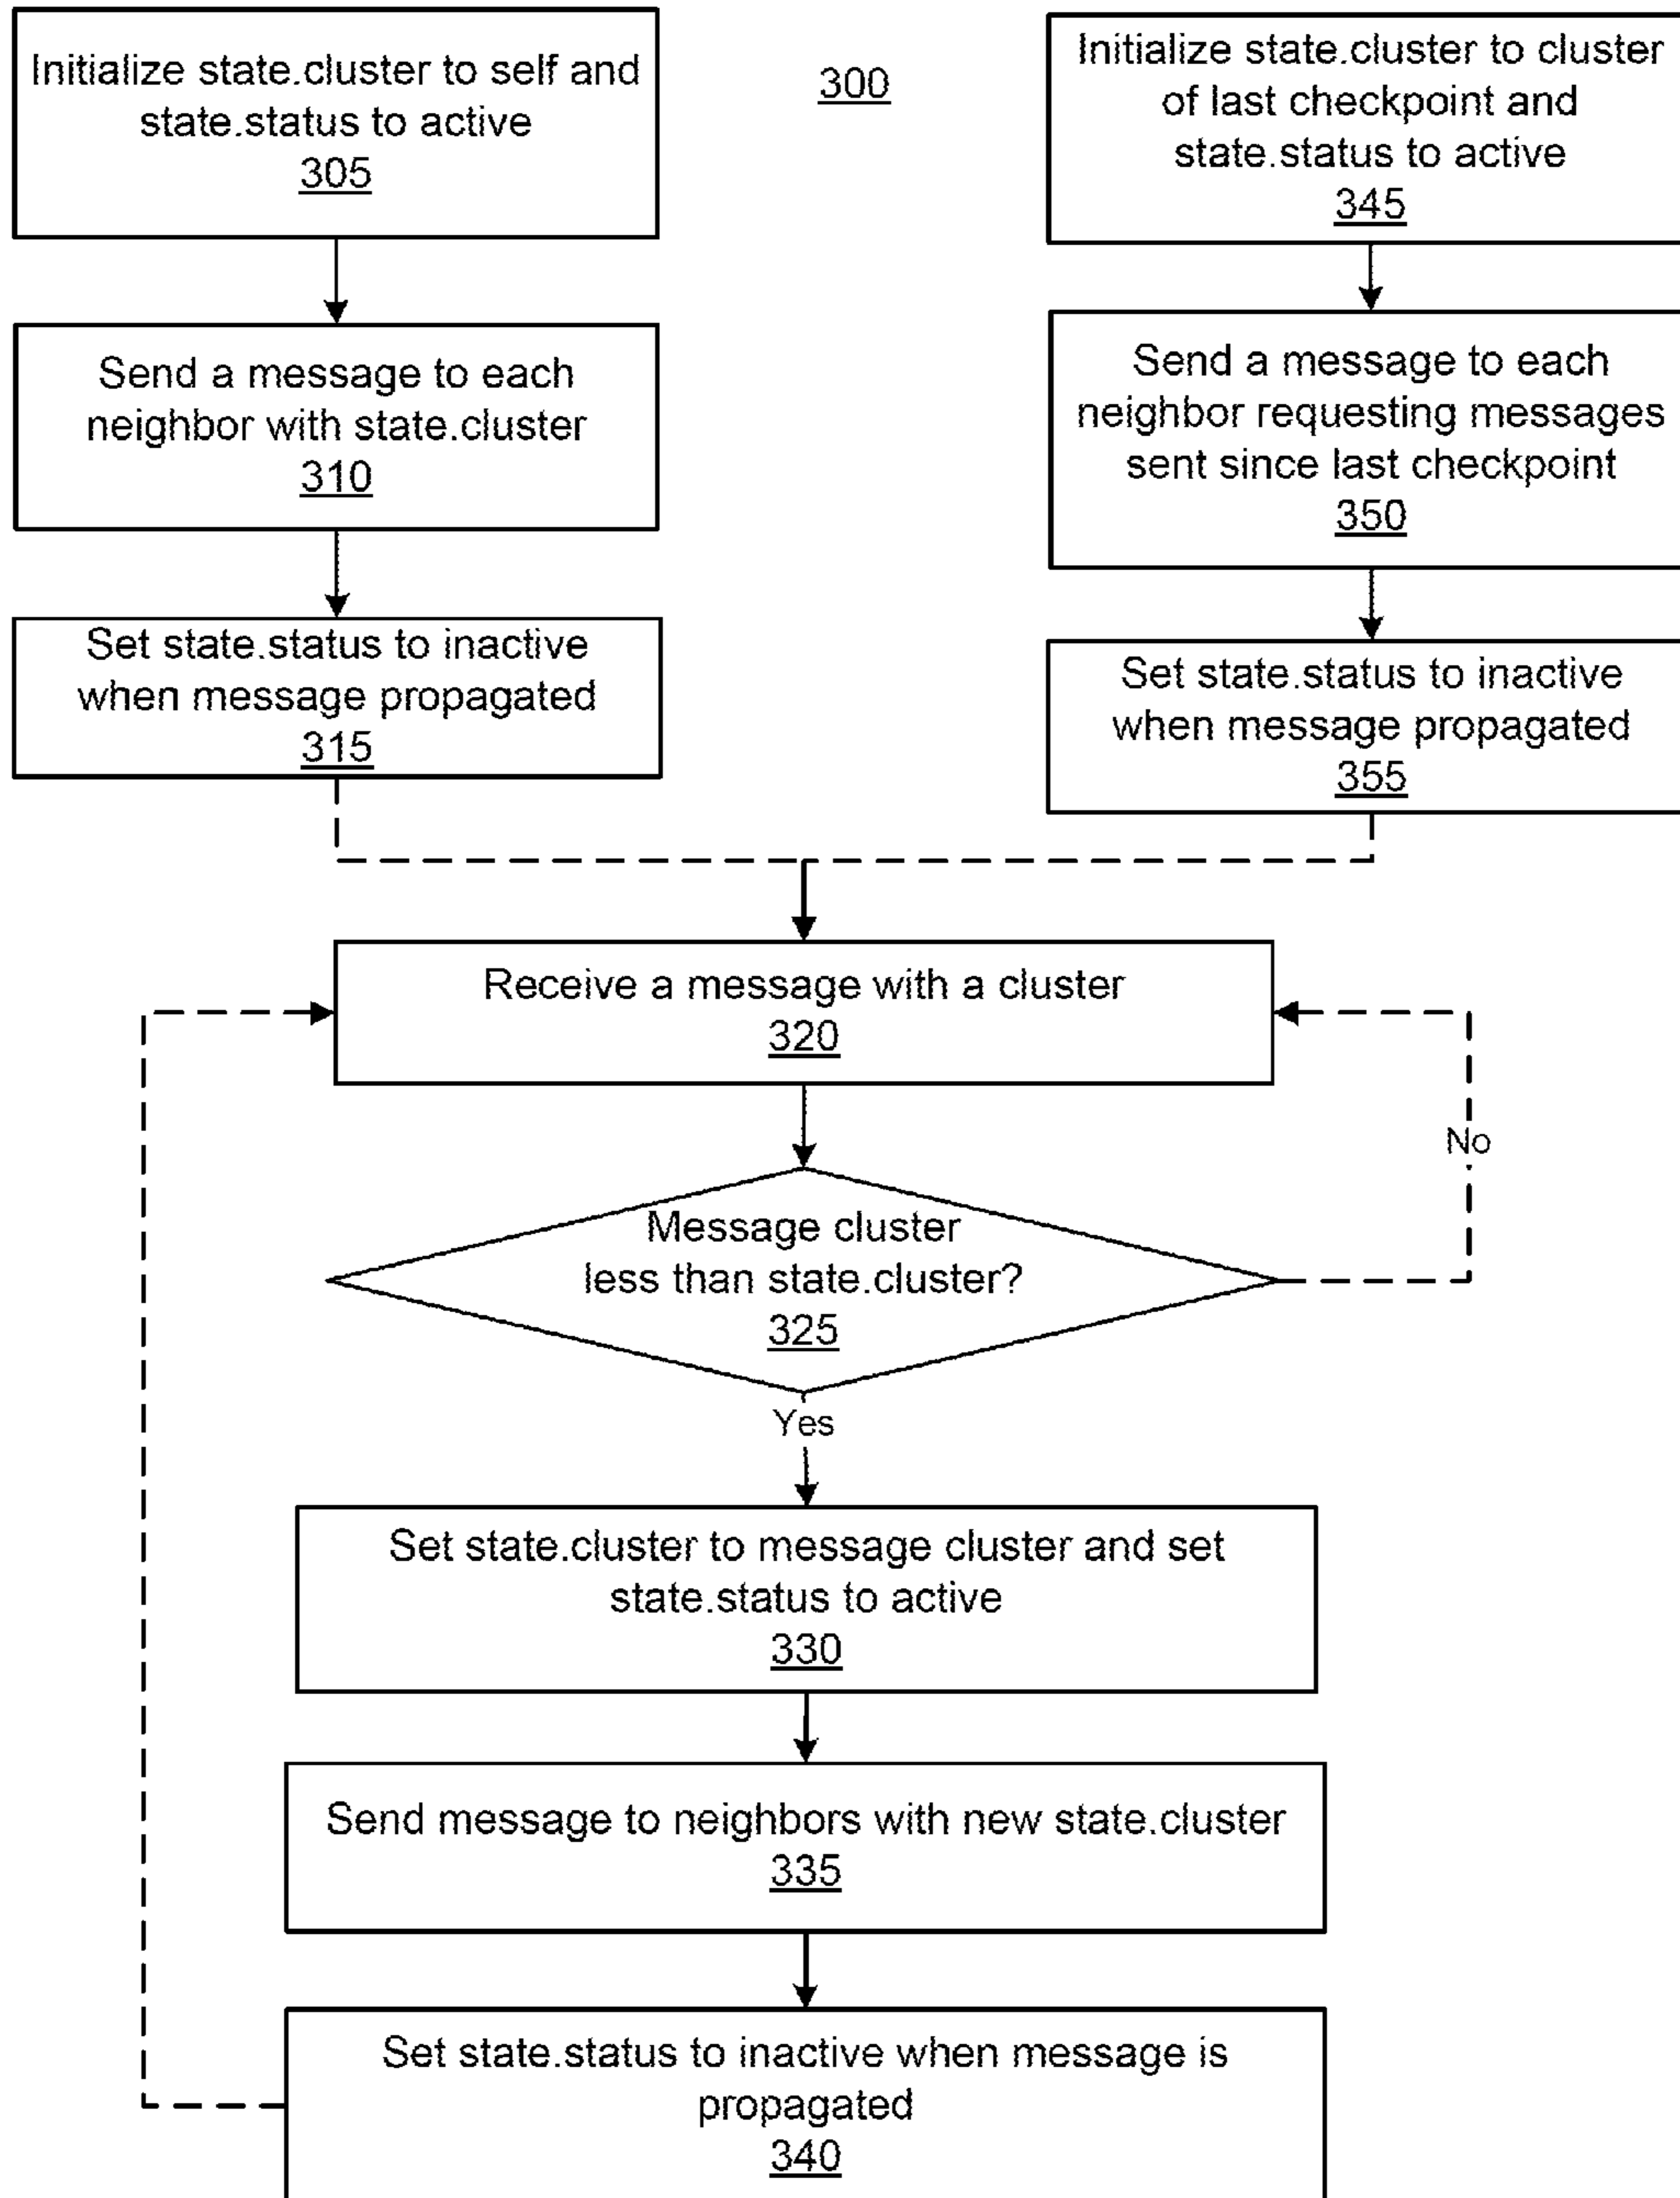 Initialize state.cluster to self and
state.status to active
305
300
Initialize state.cluster to cluster
of last checkpoint and
state.status to active
345
Send a message to each
neighbor with state.cluster
310
Send a message to each
neighbor requesting messages
sent since last checkpoint
350
Set state.status to inactive
when message propagated
315
Set state.status to inactive
when message propagated
355
Receive a message with a cluster
320
No
Message cluster
less than state.cluster?
325
Yes
Set state.cluster to message cluster and set
state.status to active
330
Send message to neighbors with new state.cluster
335
Set state.status to inactive when message is
propagated
340